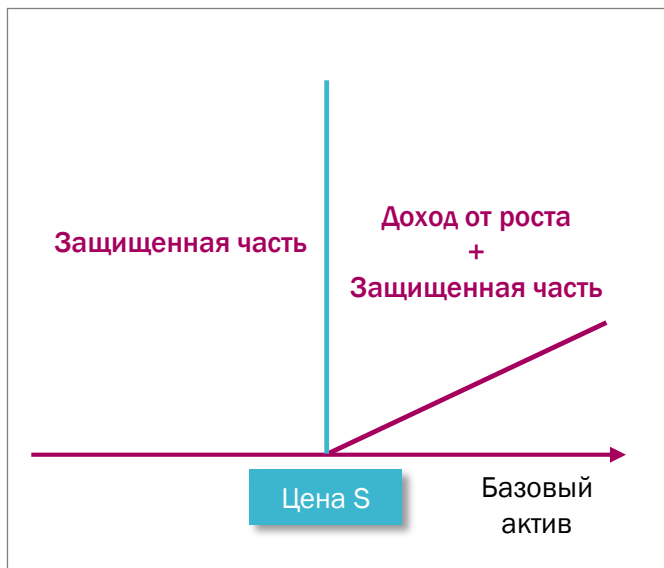 Защищенная часть
Доход от роста
+
Защищенная часть
Цена S
Базовый
актив